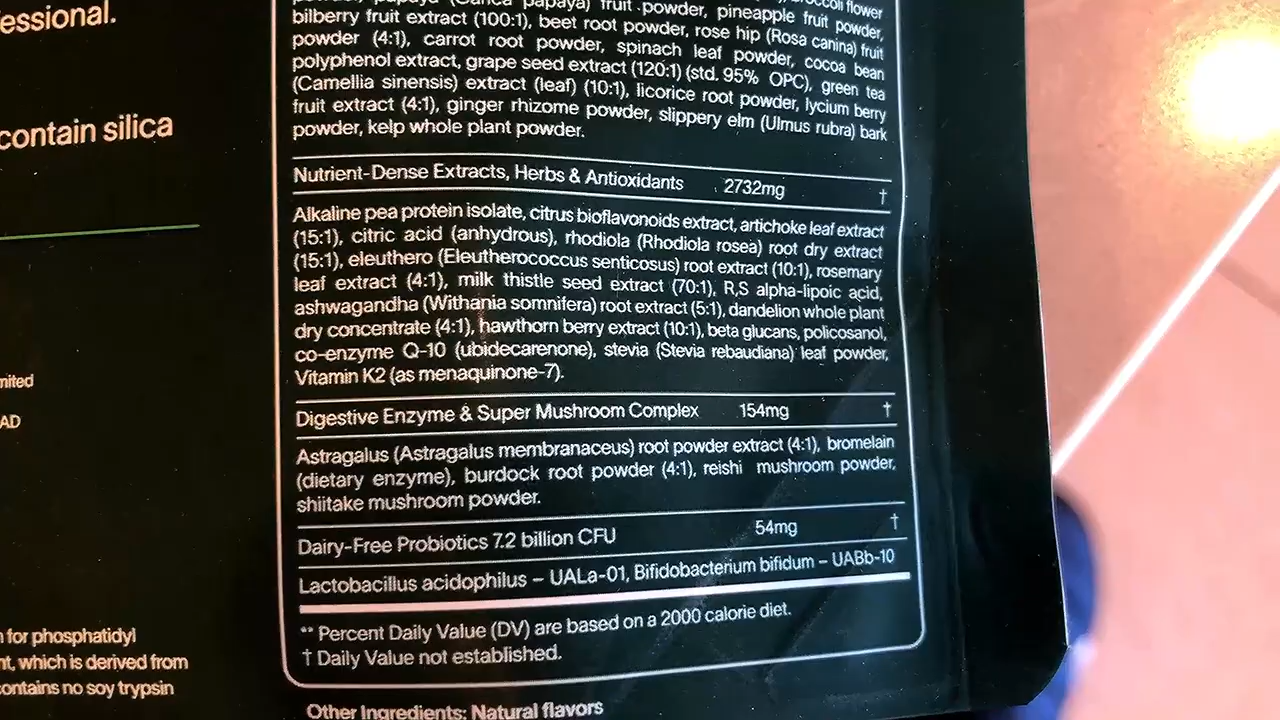 essional.
contain silica
nited
AD
n for phosphatidyl
nt, which is derived from
contains no soy trypsin
powder, papaya (Carica papaya) fruit powder, pineapple fruit powder,
bilberry fruit extract (100:1), beet root powder, rose hip (Rosa canina) fruit
powder (4:1), carrot root powder, spinach leaf powder, cocoa bean
polyphenol extract, grape seed extract (120:1) (std. 95% OPC), green tea
(Camellia sinensis) extract (leaf) (10:1), licorice root powder, lycium berry
fruit extract (4:1), ginger rhizome powder, slippery elm (Ulmus rubra) bark
powder, kelp whole plant powder.
Nutrient-Dense Extracts, Herbs & Antioxidants 2732mg †
Alkaline pea protein isolate, citrus bioflavonoids extract, artichoke leaf extract
(15:1), citric acid (anhydrous), rhodiola (Rhodiola rosea) root dry extract
(15:1), eleuthero (Eleutherococcus senticosus) root extract (10:1), rosemary
leaf extract (4:1), milk thistle seed extract (70:1), R,S alpha-lipoic acid,
ashwagandha (Withania somnifera) root extract (5:1), dandelion whole plant
dry concentrate (4:1), hawthorn berry extract (10:1), beta glucans, policosanol,
co-enzyme Q-10 (ubidecarenone), stevia (Stevia rebaudiana) leaf powder,
Vitamin K2 (as menaquinone-7).
Digestive Enzyme & Super Mushroom Complex 154mg †
Astragalus (Astragalus membranaceus) root powder extract (4:1), bromelain
(dietary enzyme), burdock root powder (4:1), reishi mushroom powder,
shiitake mushroom powder.
Dairy-Free Probiotics 7.2 billion CFU 54mg †
Lactobacillus acidophilus – UALa-01, Bifidobacterium bifidum – UABb-10
** Percent Daily Value (DV) are based on a 2000 calorie diet.
† Daily Value not established.
Other Ingredients: Natural flavors